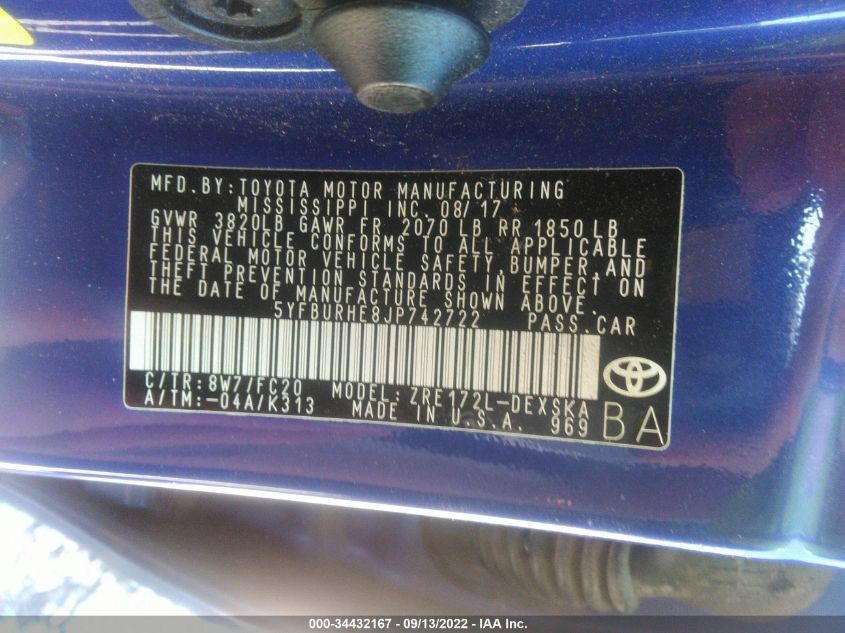 MFD. BY: TOYOTA MOTOR MANUFACTURING
MISSISSIPPI, INC. 08/17
GVWR 3820LB GAWR FR. 2070 LB RR 1850 LB
THIS VEHICLE CONFORMS TO ALL APPLICABLE
FEDERAL MOTOR VEHICLE SAFETY, BUMPER, AND
THEFT PREVENTION STANDARDS IN EFFECT ON
THE DATE OF MANUFACTURE SHOWN ABOVE.
5YFBURHE8JP742722 PASS. CAR
C/TR: 8W7/FC20 MODEL: ZRE172L-DEXSKA
A/TM: -04A/K313 MADE IN U.S.A. 969
BA
000-34432167 - 09/13/2022 - IAA Inc.